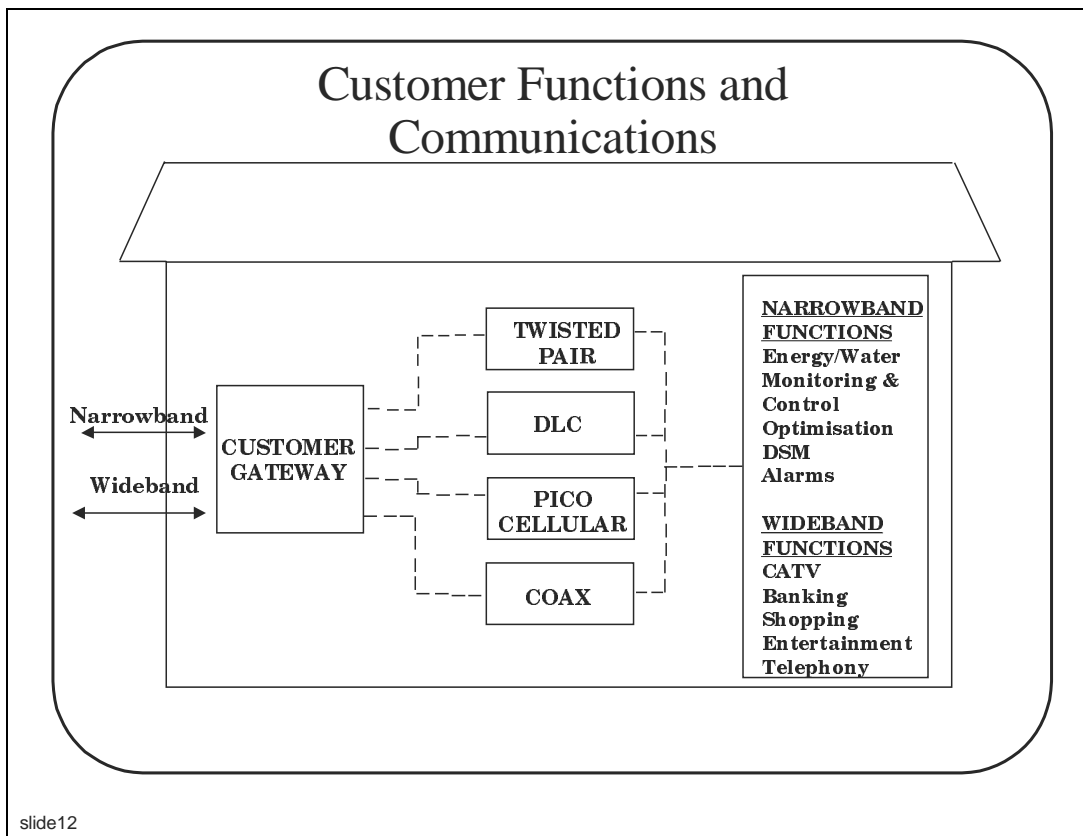 Customer Functions and
Communications
Narrowband
Wideband
CUSTOMER
GATEWAY
TWISTED
PAIR
DLC
PICO
CELLULAR
COAX
NARROWBAND
FUNCTIONS
Energy/Water
Monitoring &
Control
Optimisation
DSM
Alarms
WIDEBAND
FUNCTIONS
CATV
Banking
Shopping
Entertainment
Telephony
slide12